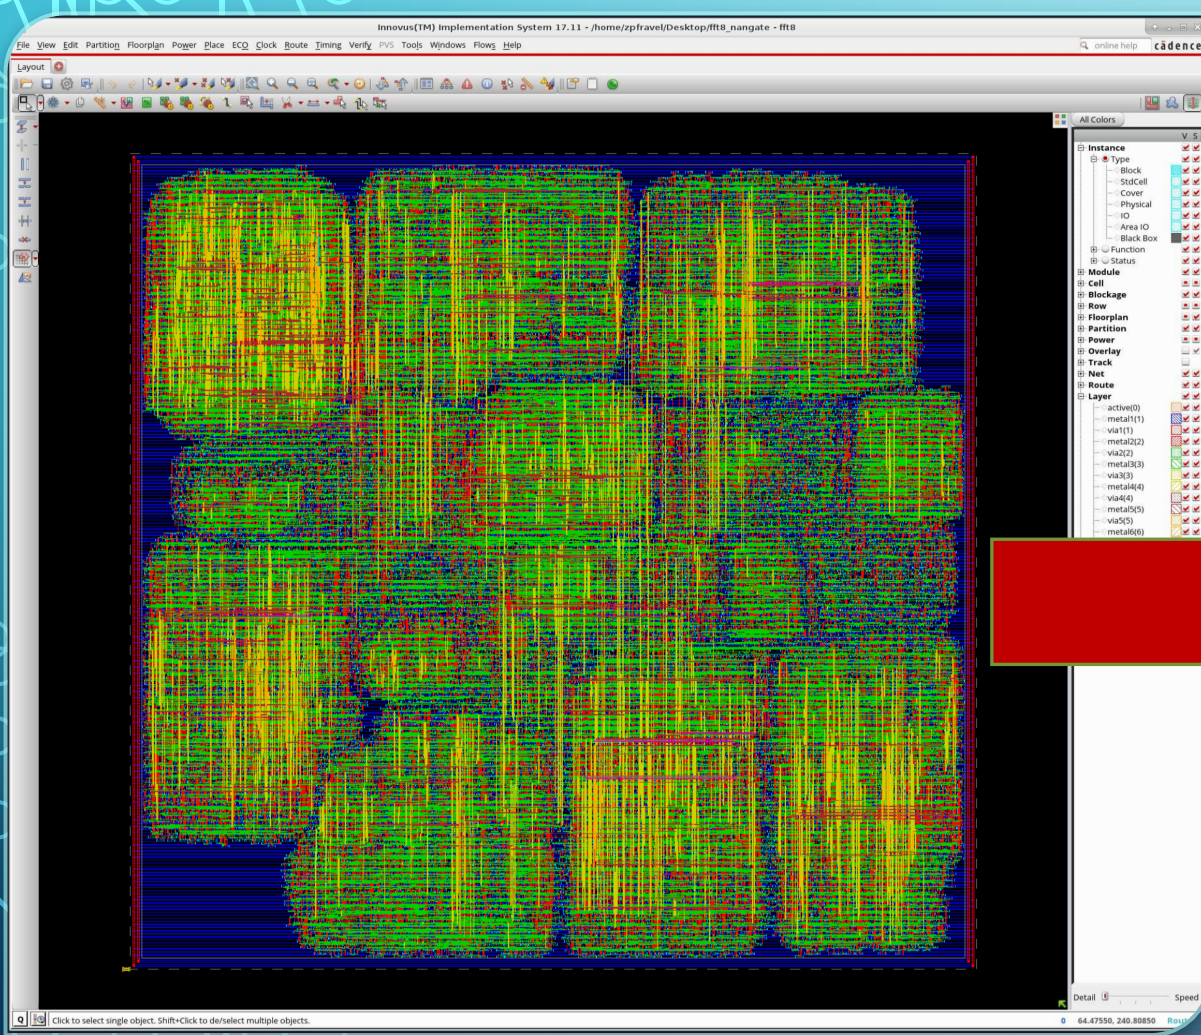 Innovus(TM) Implementation System 17.11 - /home/zpfravel/Desktop/fft8_nangate - fft8
File View Edit Partition Floorplan Power Place ECO Clock Route Timing Verify PVS Tools Windows Flows Help
online help cādence
Layout
All Colors
V S
Instance
Type
Block
StdCell
Cover
Physical
IO
Area IO
Black Box
Function
Status
Module
Cell
Blockage
Row
Floorplan
Partition
Power
Overlay
Track
Net
Route
Layer
active(0)
metal1(1)
via1(1)
metal2(2)
via2(2)
metal3(3)
via3(3)
metal4(4)
via4(4)
metal5(5)
via5(5)
metal6(6)
Detail Speed
Q Click to select single object. Shift+Click to de/select multiple objects. 0 64.47550, 240.80850